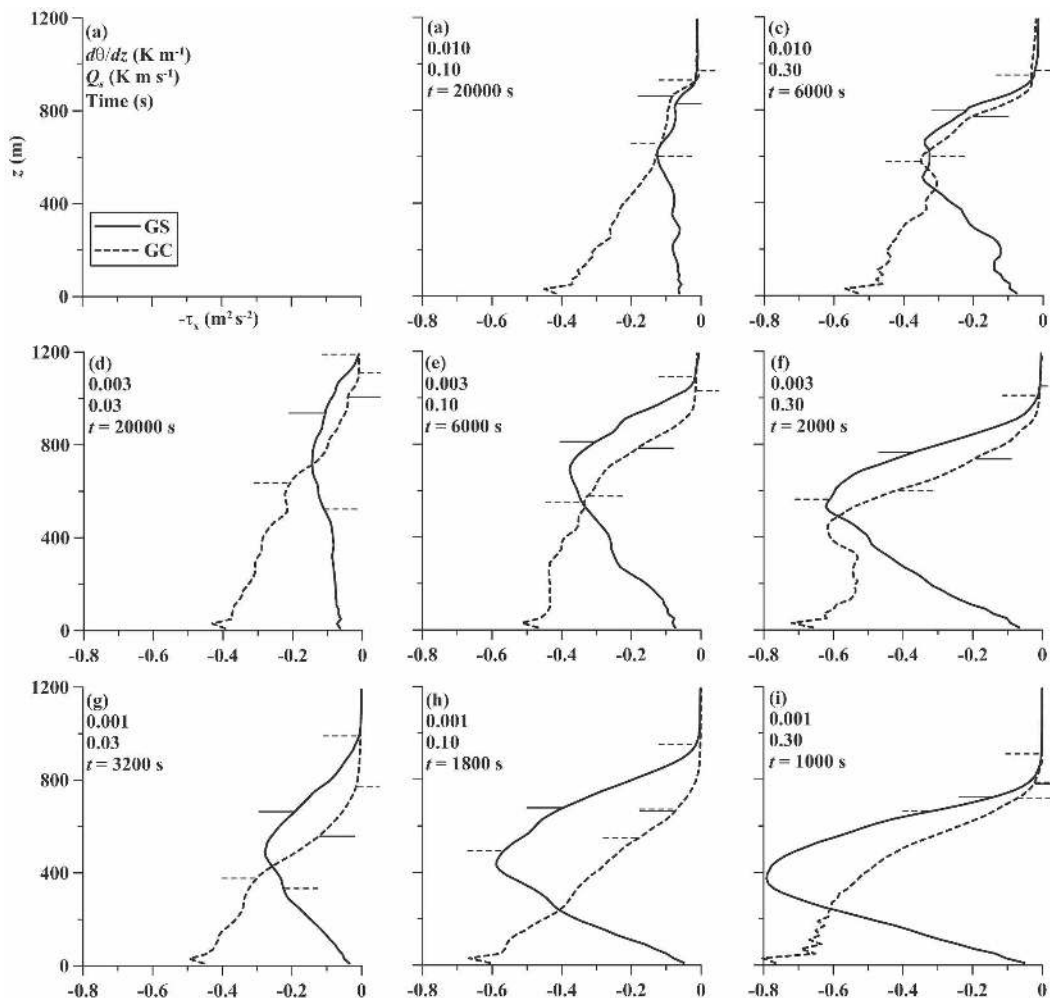 1200
800
400
0
z (m)
(a)
dθ/dz (K m⁻¹)
Qₛ (K m s⁻¹)
Time (s)
GS
GC
-τₓ (m² s⁻²)
(a)
0.010
0.10
t = 20000 s
-0.8 -0.6 -0.4 -0.2 0
(c)
0.010
0.30
t = 6000 s
-0.8 -0.6 -0.4 -0.2 0
1200
800
400
0
(d)
0.003
0.03
t = 20000 s
-0.8 -0.6 -0.4 -0.2 0
(e)
0.003
0.10
t = 6000 s
-0.8 -0.6 -0.4 -0.2 0
(f)
0.003
0.30
t = 2000 s
-0.8 -0.6 -0.4 -0.2 0
1200
800
400
0
(g)
0.001
0.03
t = 3200 s
-0.8 -0.6 -0.4 -0.2 0
(h)
0.001
0.10
t = 1800 s
-0.8 -0.6 -0.4 -0.2 0
(i)
0.001
0.30
t = 1000 s
-0.8 -0.6 -0.4 -0.2 0